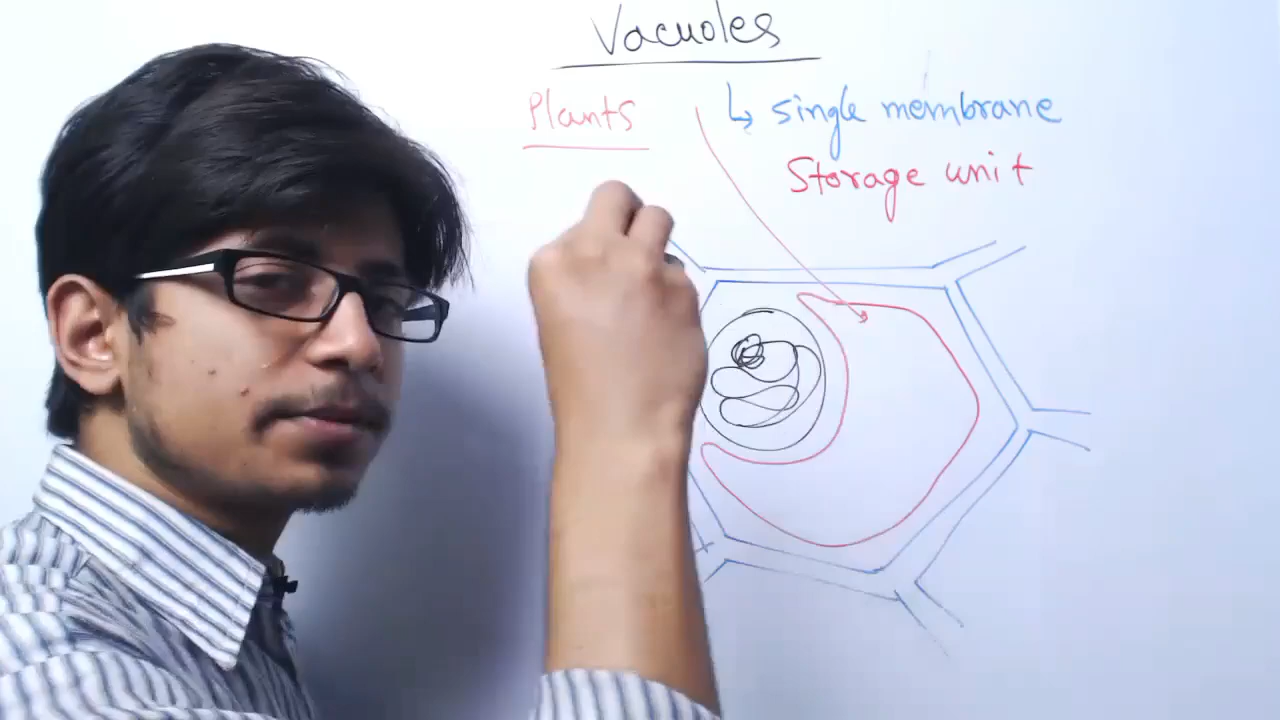 Vacuoles
Plants
↳ single membrane
Storage unit